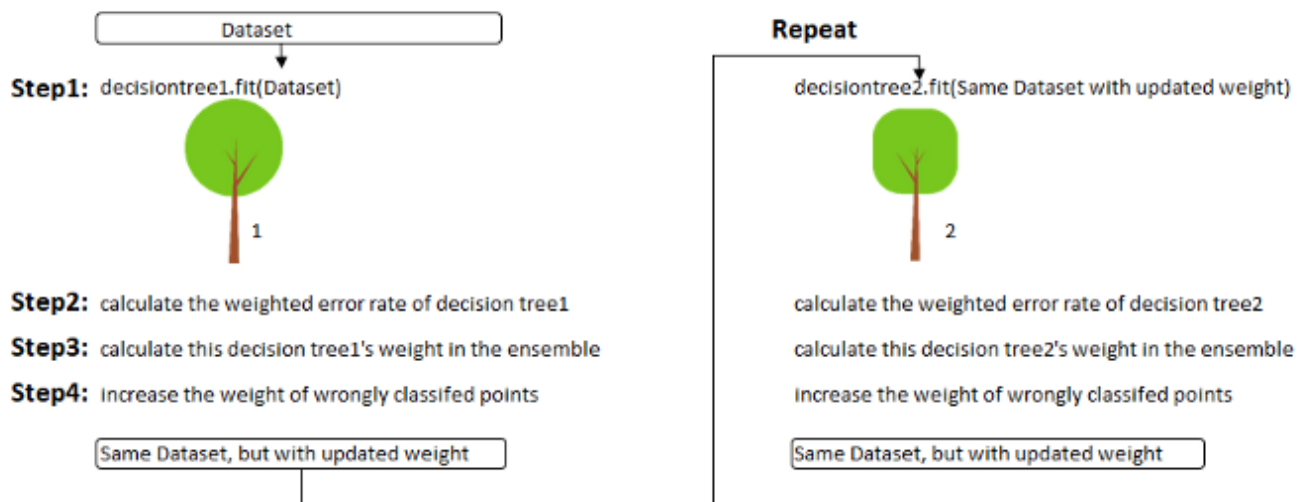 Dataset
Step1: decisiontree1.fit(Dataset)
1
Step2: calculate the weighted error rate of decision tree1
Step3: calculate this decision tree1's weight in the ensemble
Step4: increase the weight of wrongly classifed points
Same Dataset, but with updated weight
Repeat
decisiontree2.fit(Same Dataset with updated weight)
2
calculate the weighted error rate of decision tree2
calculate this decision tree2's weight in the ensemble
increase the weight of wrongly classifed points
Same Dataset, but with updated weight